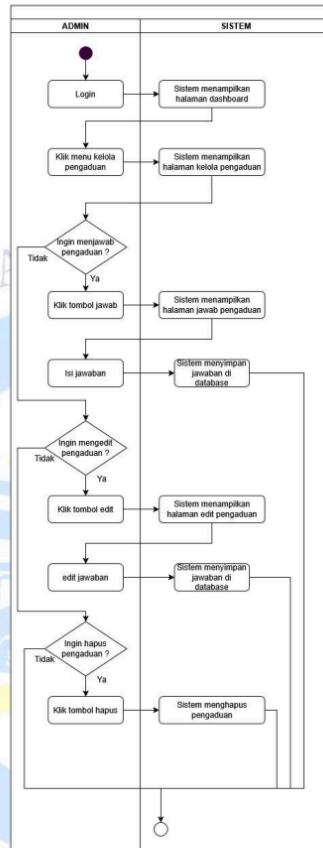 ADMIN
SISTEM
Login
Sistem menampilkan
halaman dashboard
Klik menu kelola
pengaduan
Sistem menampilkan
halaman kelola pengaduan
Ingin menjawab
pengaduan ?
Tidak
Ya
Klik tombol jawab
Sistem menampilkan
halaman jawab pengaduan
Isi jawaban
Sistem menyimpan
jawaban di
database
Ingin mengedit
pengaduan ?
Tidak
Ya
Klik tombol edit
Sistem menampilkan
halaman edit pengaduan
edit jawaban
Sistem menyimpan
jawaban di
database
Ingin hapus
pengaduan ?
Tidak
Ya
Klik tombol hapus
Sistem menghapus
pengaduan